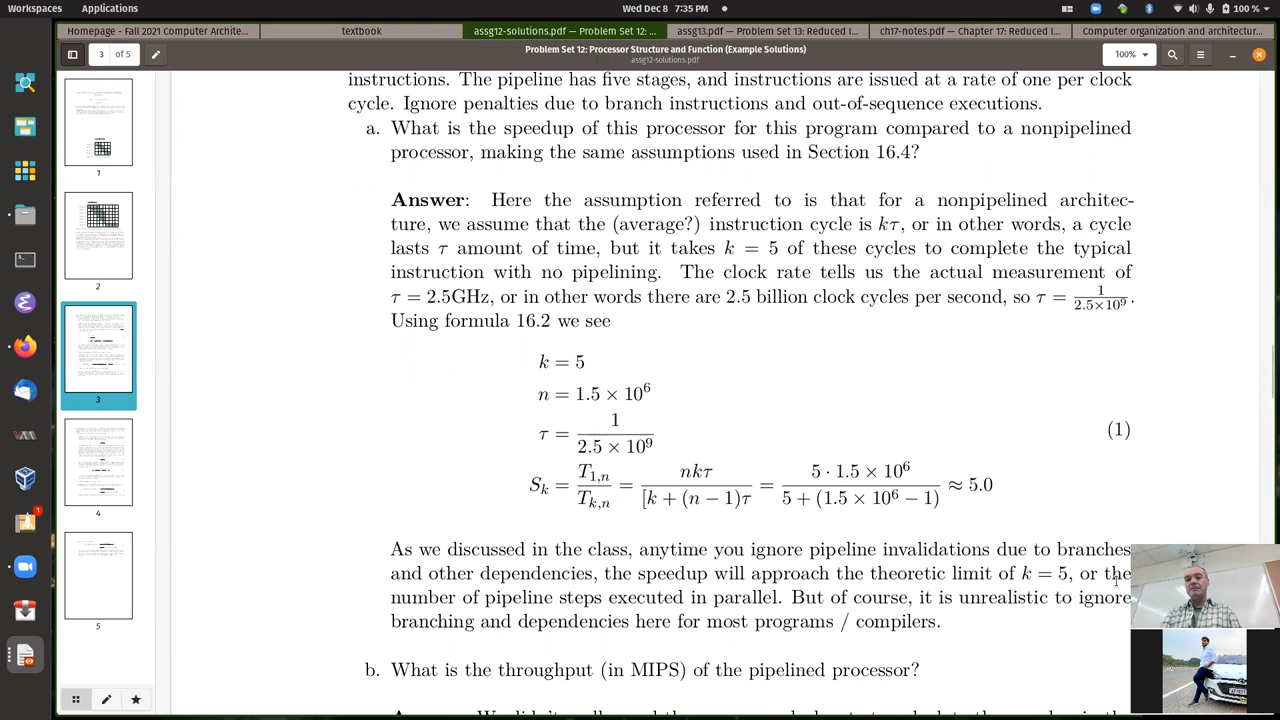 Workspaces Applications Wed Dec 8 7:35 PM 100 %
Homepage - Fall 2021 Computer Archite... textbook assg12-solutions.pdf — Problem Set 12: ... assg13.pdf — Problem Set 13: Reduced I... ch17-notes.pdf — Chapter 17: Reduced I... Computer organization and architectur...
3 of 5 Problem Set 12: Processor Structure and Function (Example Solutions) 100%
assg12-solutions.pdf
instructions. The pipeline has five stages, and instructions are issued at a rate of one per clock
cycle. Ignore penalties due to branch instructions and out-of-sequence executions.
a. What is the speedup of this processor for this program compared to a nonpipelined
processor, making the same assumptions used in Section 16.4?
Answer: Here the assumption referred to is that for a nonpipelined architec-
ture, we assume that the (average?) instruction cycle is kτ, or in other words, a cycle
lasts τ amount of time, but it takes k = 5 of these cycles to complete the typical
instruction with no pipelining. The clock rate tells us the actual measurement of
τ = 2.5GHz, or in other words there are 2.5 billion clock cycles per second, so τ = 1/(2.5×10⁹).
Using formula 16.2 we see
k = 5
n = 1.5 × 10⁶
τ = 1/(2.5 × 10⁹) (1)
Sₖ = T₁,ₙ/Tₖ,ₙ = nkτ/[k + (n − 1)τ = 5 · 1.5 × 10⁶/5 + (1.5 × 10⁶ − 1) ≈ 5.0
As we discussed in the class, anytime you ignore pipeline invalidations due to branches
and other dependencies, the speedup will approach the theoretic limit of k = 5, or the
number of pipeline steps executed in parallel. But of course, it is unrealistic to ignore
branching and dependencies here for most programs / compilers.
b. What is the throughput (in MIPS) of the pipelined processor?
1
2
3
4
5
1